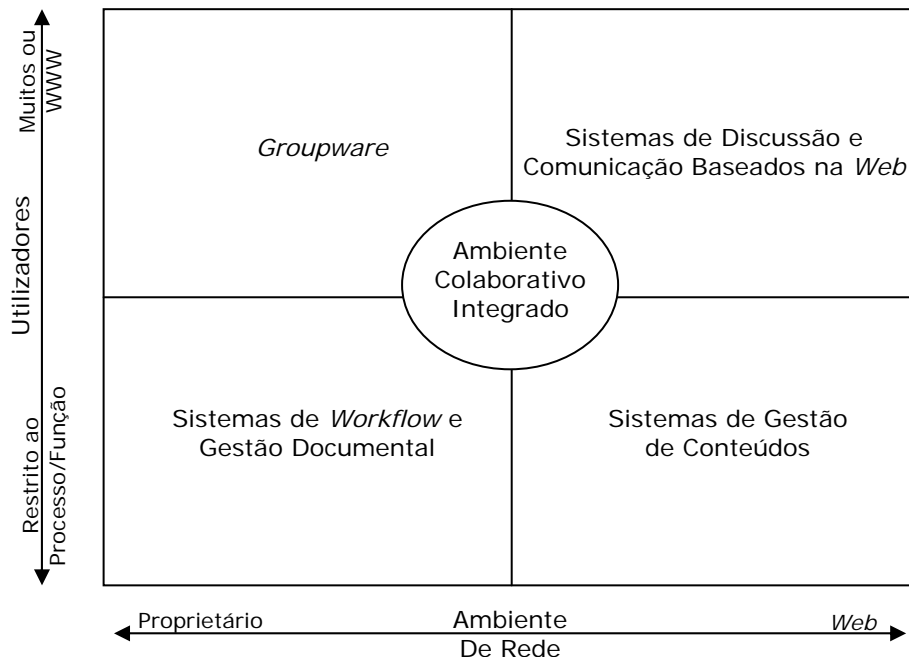 Muitos ou
WWW
Utilizadores
Restrito ao
Processo/Função
Groupware
Sistemas de Discussão e
Comunicação Baseados na Web
Ambiente
Colaborativo
Integrado
Sistemas de Workflow e
Gestão Documental
Sistemas de Gestão
de Conteúdos
Proprietário
Ambiente
De Rede
Web